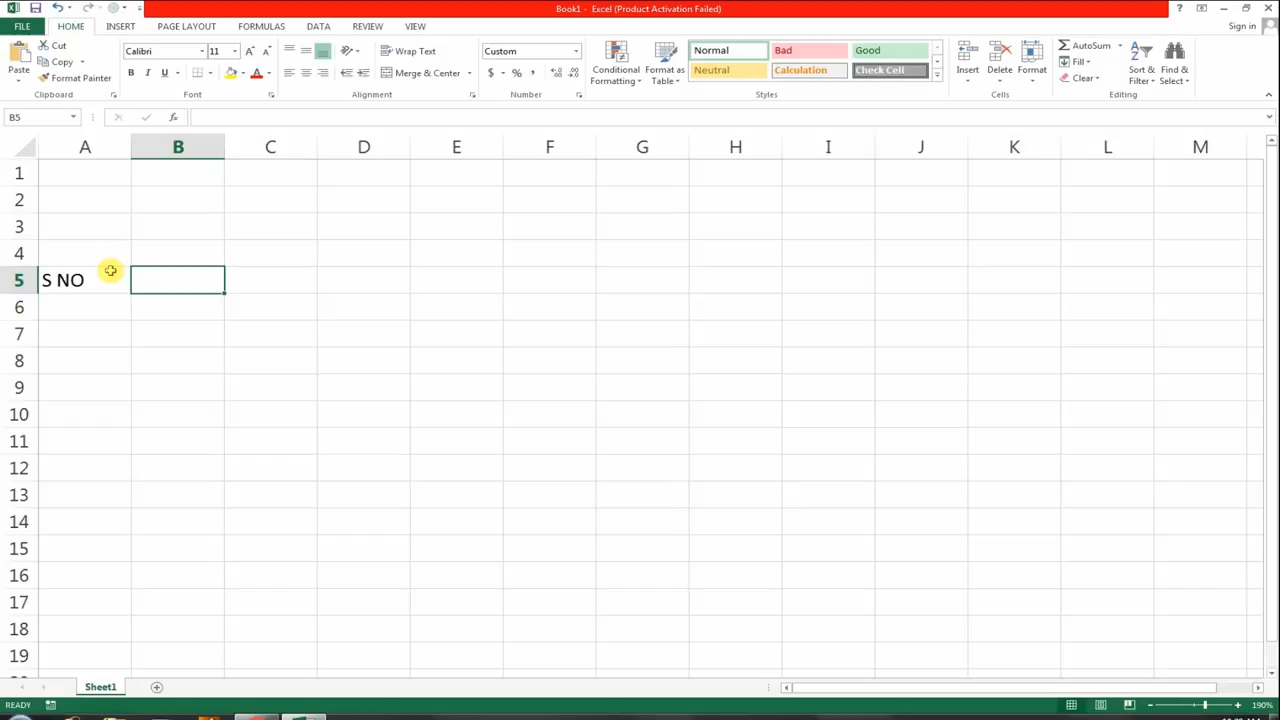 Book1 - Excel (Product Activation Failed)
?
FILE HOME INSERT PAGE LAYOUT FORMULAS DATA REVIEW VIEW Sign in
Paste
Cut
Copy
Format Painter
Clipboard
Calibri 11
B I U
Font
Wrap Text
Merge & Center
Alignment
Custom
$ % ,
Number
Conditional Formatting
Format as Table
Normal Bad Good
Neutral Calculation Check Cell
Styles
Insert Delete Format
Cells
AutoSum
Fill
Clear
Sort & Filter
Find & Select
Editing
B5 fx
A B C D E F G H I J K L M
1
2
3
4
5 S NO
6
7
8
9
10
11
12
13
14
15
16
17
18
19
Sheet1
READY 190%